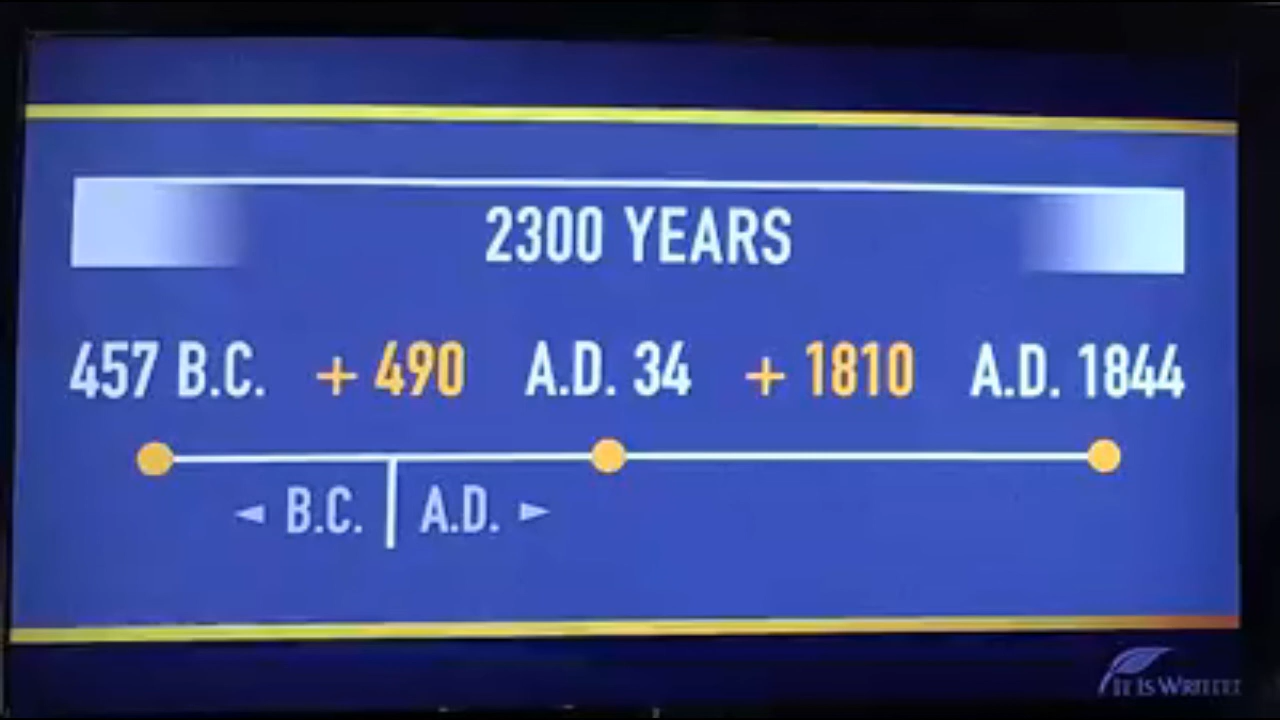 2300 YEARS
457 B.C. + 490 A.D. 34 + 1810 A.D. 1844
◄ B.C. A.D. ►
It Is Written